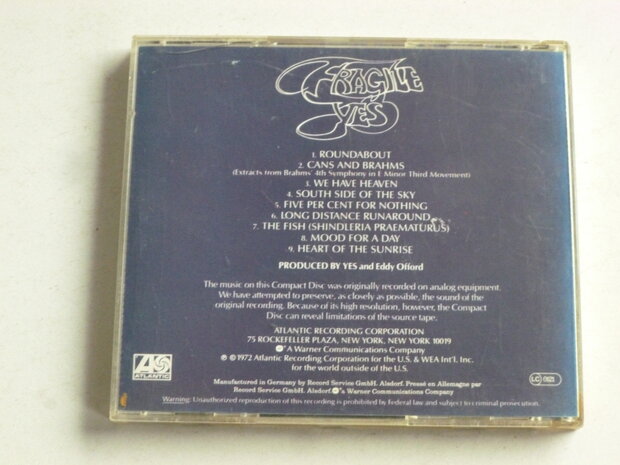 FRAGILE
YES
1. ROUNDABOUT
2. CANS AND BRAHMS
(Extracts from Brahms' 4th Symphony in E Minor Third Movement)
3. WE HAVE HEAVEN
4. SOUTH SIDE OF THE SKY
5. FIVE PER CENT FOR NOTHING
6. LONG DISTANCE RUNAROUND
7. THE FISH (SHINDLERIA PRAEMATURUS)
8. MOOD FOR A DAY
9. HEART OF THE SUNRISE
PRODUCED BY YES and Eddy Offord
The music on this Compact Disc was originally recorded on analog equipment.
We have attempted to preserve, as closely as possible, the sound of the
original recording. Because of its high resolution, however, the Compact
Disc can reveal limitations of the source tape.
ATLANTIC RECORDING CORPORATION
75 ROCKEFELLER PLAZA, NEW YORK, NEW YORK 10019
A Warner Communications Company
℗ © 1972 Atlantic Recording Corporation for the U.S. & WEA Int'l. Inc.
for the world outside of the U.S.
ATLANTIC
Manufactured in Germany by Record Service GmbH, Alsdorf. Pressé en Allemagne par
Record Service GmbH. Alsdorf. A Warner Communications Company
LC 0121
Warning: Unauthorized reproduction of this recording is prohibited by Federal law and subject to criminal prosecution.